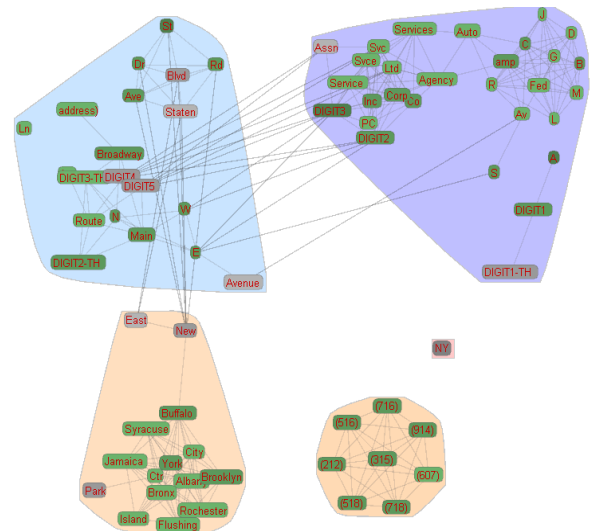 St
Dr
Blvd
Rd
Ave
Staten
address)
Ln
Broadway
DIGIT3-TH
DIGIT4
DIGIT5
Route
N
W
Main
E
DIGIT2-TH
Avenue
J
Services
Auto
D
Assn
Svc
C
Svce
G
Ltd
amp
B
Service
Agency
R
Fed
M
Inc
Corp
Co
DIGIT3
Av
L
PC
DIGIT2
A
S
DIGIT1
DIGIT1-TH
East
New
NY
Buffalo
Syracuse
City
Jamaica
York
Ctr
Albany
Brooklyn
Park
Bronx
Island
Rochester
Flushing
(716)
(516)
(914)
(212)
(315)
(607)
(518)
(718)